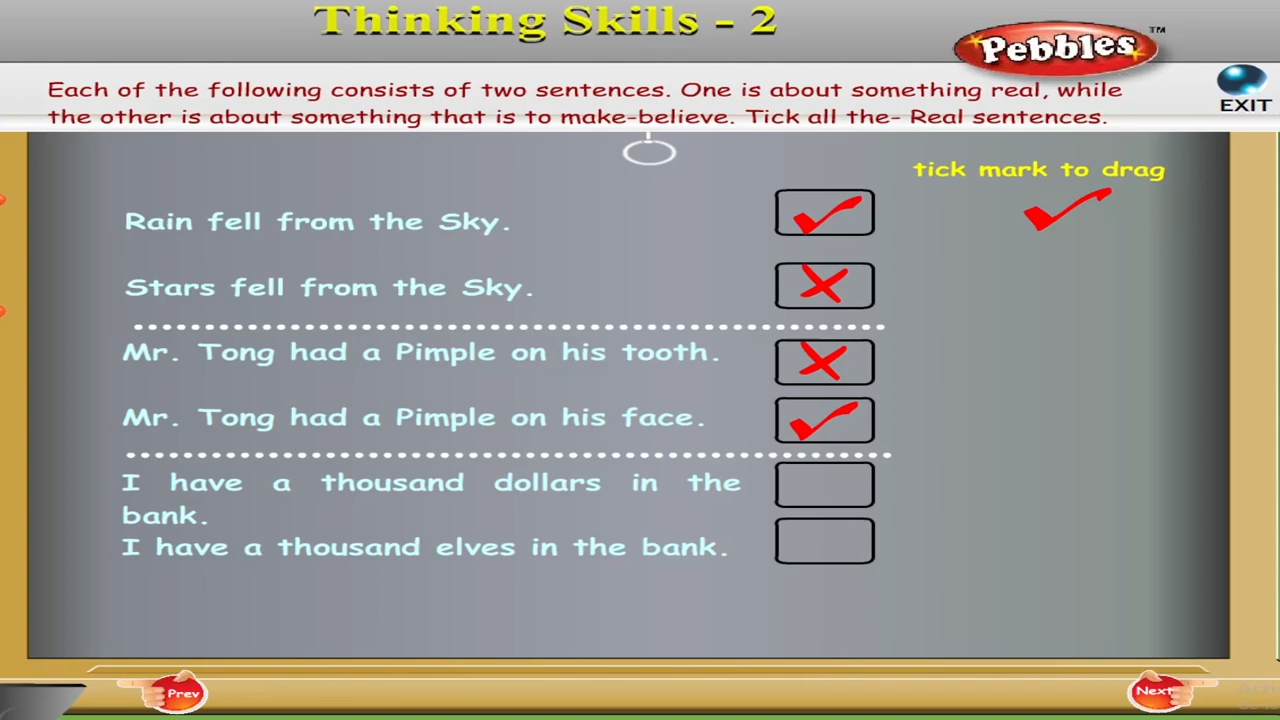 Thinking Skills - 2
Pebbles™
Each of the following consists of two sentences. One is about something real, while
the other is about something that is to make-believe. Tick all the- Real sentences.
EXIT
tick mark to drag
Rain fell from the Sky.
Stars fell from the Sky.
Mr. Tong had a Pimple on his tooth.
Mr. Tong had a Pimple on his face.
I have a thousand dollars in the
bank.
I have a thousand elves in the bank.
Prev
Next